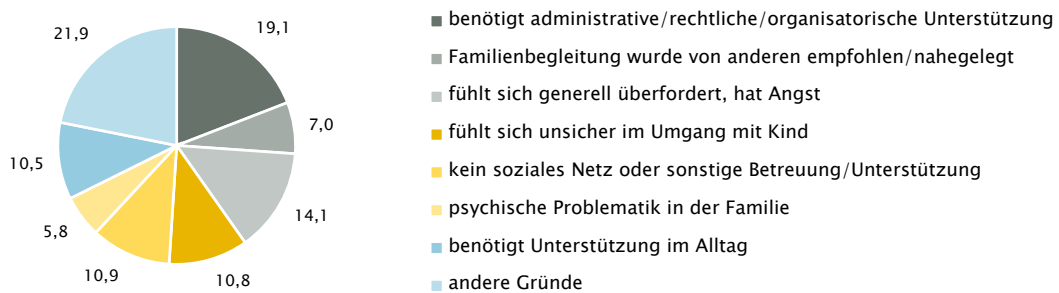 19,1
7,0
14,1
10,8
10,9
5,8
10,5
21,9
benötigt administrative/rechtliche/organisatorische Unterstützung
Familienbegleitung wurde von anderen empfohlen/nahegelegt
fühlt sich generell überfordert, hat Angst
fühlt sich unsicher im Umgang mit Kind
kein soziales Netz oder sonstige Betreuung/Unterstützung
psychische Problematik in der Familie
benötigt Unterstützung im Alltag
andere Gründe